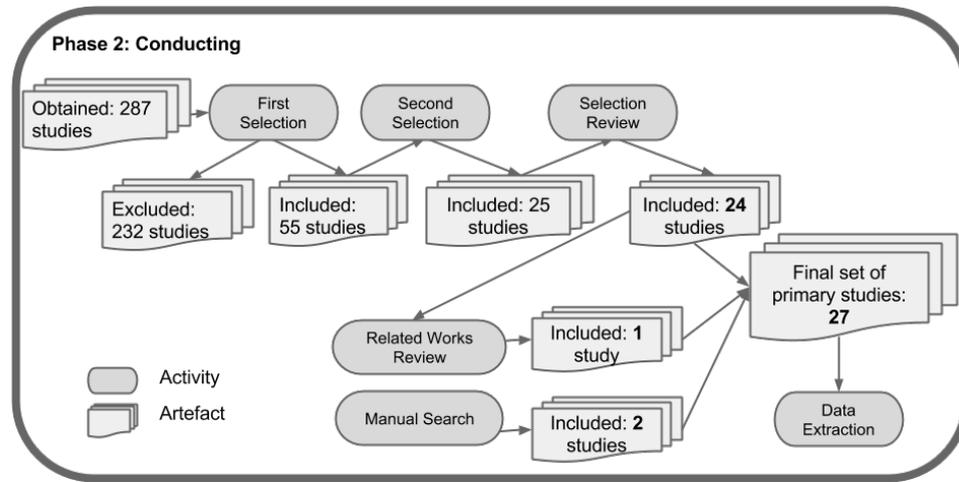 Phase 2: Conducting
Obtained: 287
studies
First
Selection
Second
Selection
Selection
Review
Excluded:
232 studies
Included:
55 studies
Included: 25
studies
Included: 24
studies
Final set of
primary studies:
27
Related Works
Review
Included: 1
study
Manual Search
Included: 2
studies
Data
Extraction
Activity
Artefact